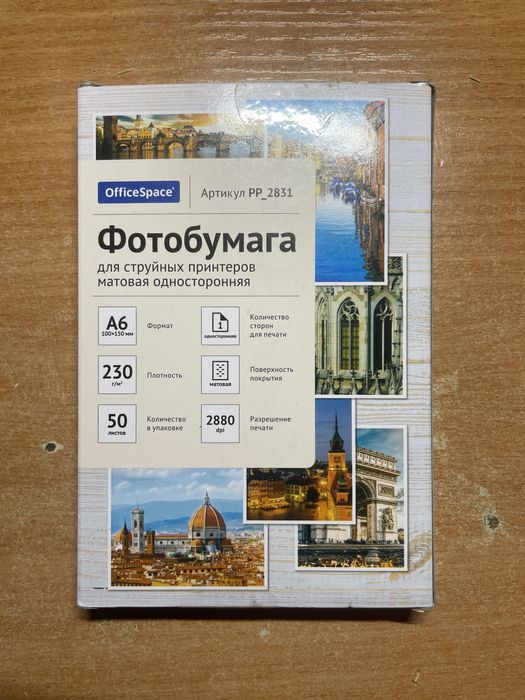 OfficeSpace®
Артикул PP_2831
Фотобумага
для струйных принтеров
матовая односторонняя
A6
100×150 мм
Формат
1
односторонняя
Количество
сторон
для печати
230
г/м²
Плотность
матовая
Поверхность
покрытия
50
листов
Количество
в упаковке
2880
dpi
Разрешение
печати